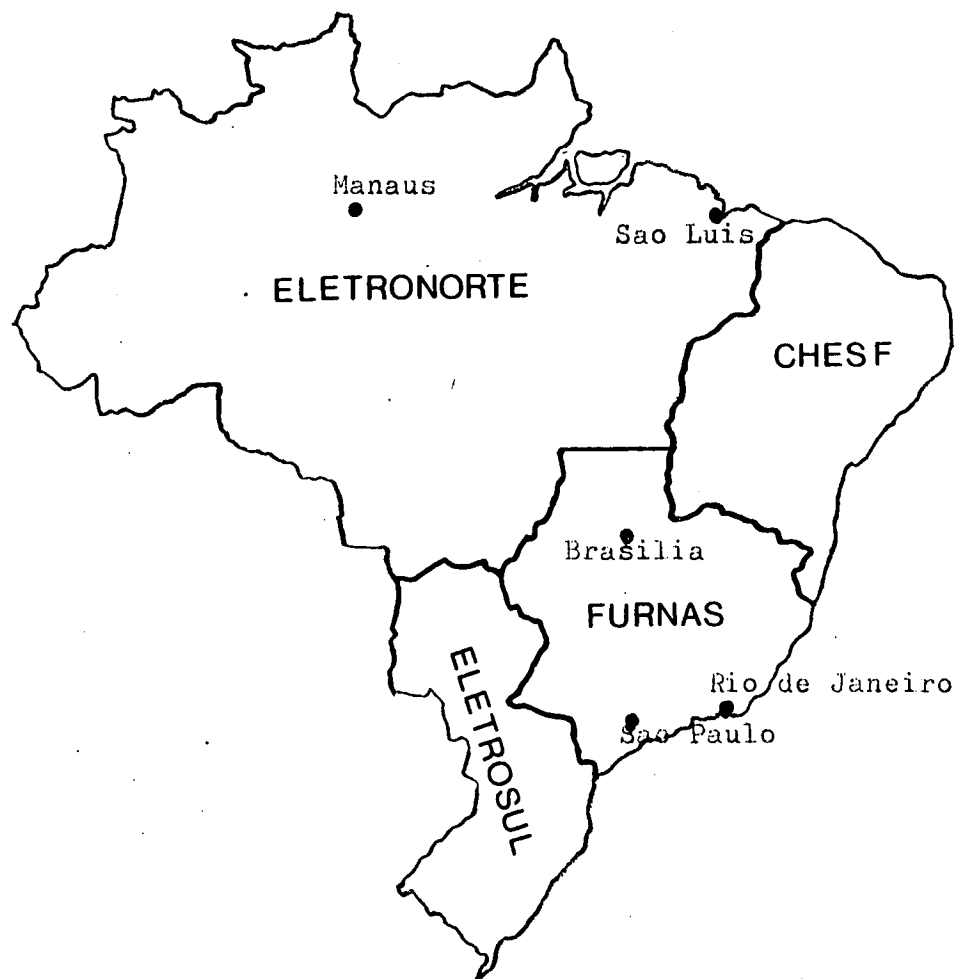 Manaus
Sao Luis
ELETRONORTE
CHESF
Brasilia
FURNAS
ELETROSUL
Rio de Janeiro
Sao Paulo